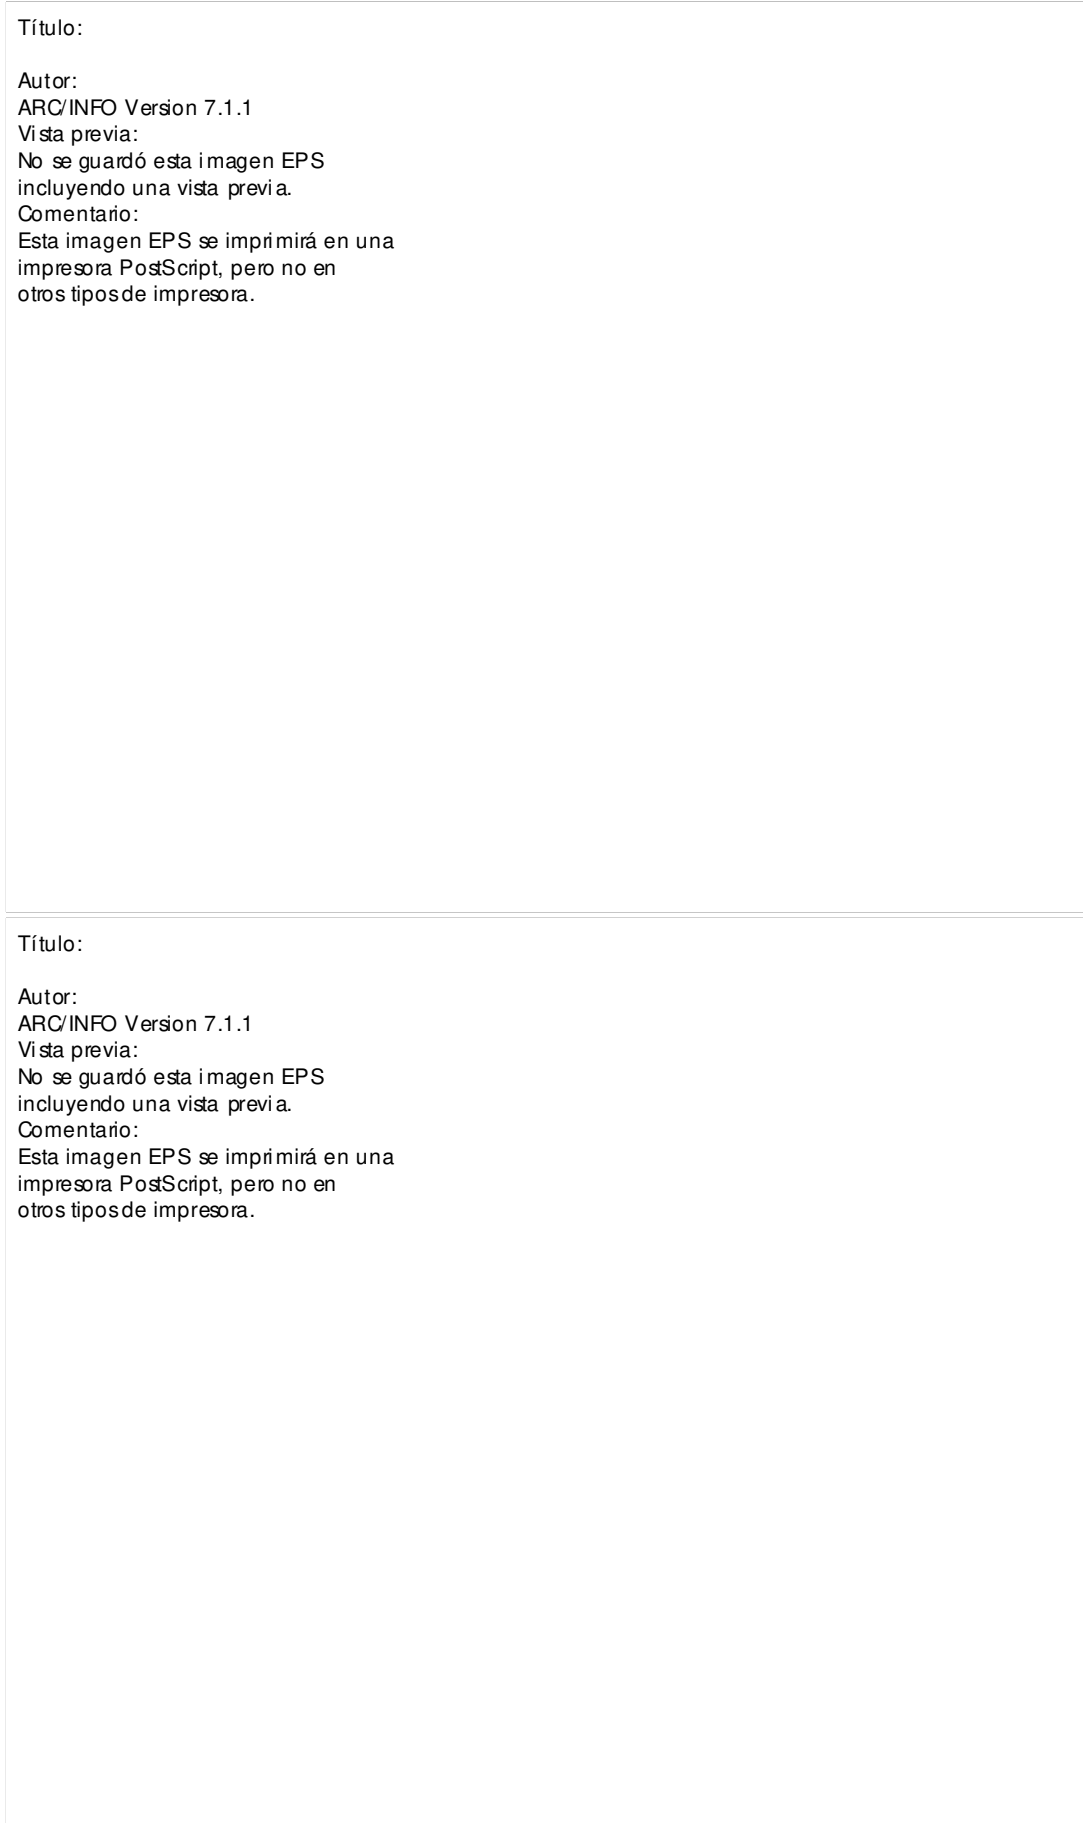 Título:
Autor:
ARC/INFO Version 7.1.1
Vista previa:
No se guardó esta imagen EPS
incluyendo una vista previa.
Comentario:
Esta imagen EPS se imprimirá en una
impresora PostScript, pero no en
otros tipos de impresora.
Título:
Autor:
ARC/INFO Version 7.1.1
Vista previa:
No se guardó esta imagen EPS
incluyendo una vista previa.
Comentario:
Esta imagen EPS se imprimirá en una
impresora PostScript, pero no en
otros tipos de impresora.